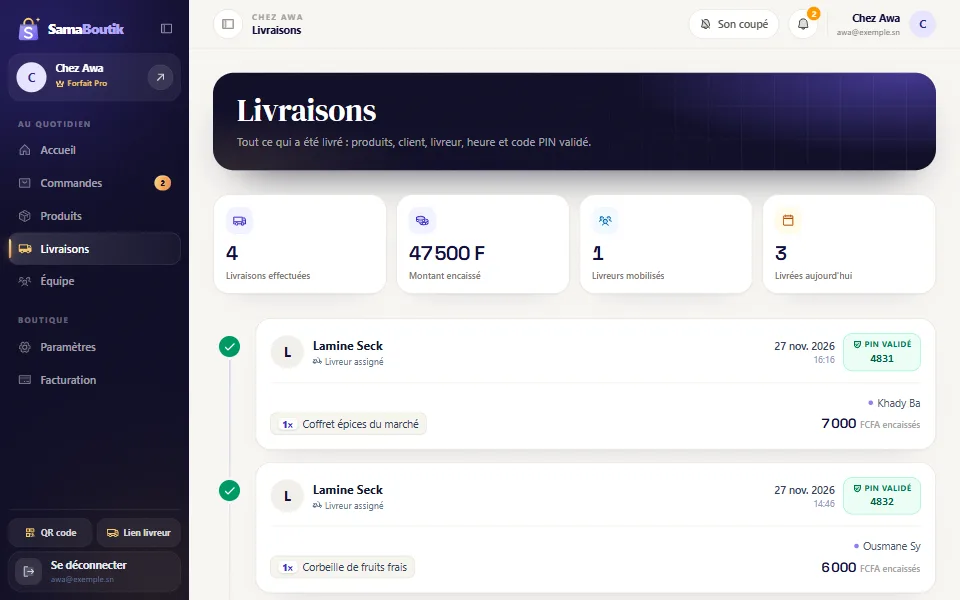 SamaBoutik
C
Chez Awa
Forfait Pro
AU QUOTIDIEN
Accueil
Commandes
2
Produits
Livraisons
Équipe
BOUTIQUE
Paramètres
Facturation
QR code
Lien livreur
Se déconnecter
awa@exemple.sn
CHEZ AWA
Livraisons
Son coupé
2
Chez Awa
awa@exemple.sn
C
Livraisons
Tout ce qui a été livré : produits, client, livreur, heure et code PIN validé.
4
Livraisons effectuées
47 500 F
Montant encaissé
1
Livreurs mobilisés
3
Livrées aujourd'hui
L
Lamine Seck
Livreur assigné
27 nov. 2026
16:16
PIN VALIDÉ
4831
Khady Ba
1x Coffret épices du marché
7 000 FCFA encaissés
L
Lamine Seck
Livreur assigné
27 nov. 2026
14:46
PIN VALIDÉ
4832
Ousmane Sy
1x Corbeille de fruits frais
6 000 FCFA encaissés